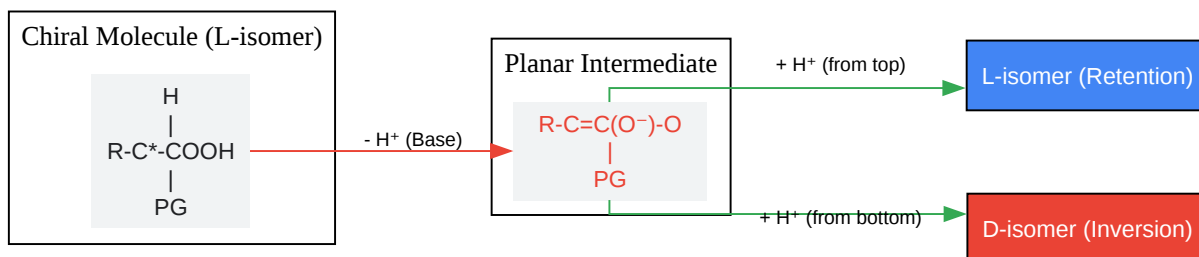 Chiral Molecule (L-isomer)
H
|
R-C*-COOH
|
PG
- H⁺ (Base)
Planar Intermediate
R-C=C(O⁻)-O
|
PG
+ H⁺ (from top)
L-isomer (Retention)
+ H⁺ (from bottom)
D-isomer (Inversion)